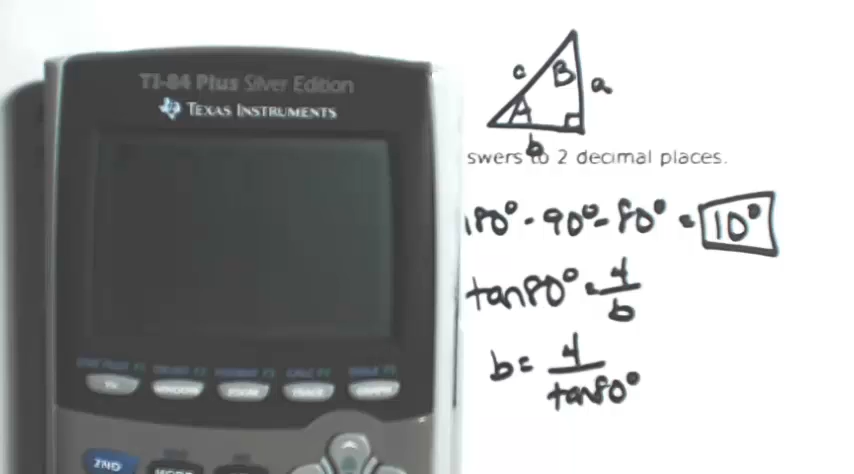 TI-84 Plus Silver Edition
TEXAS INSTRUMENTS
c
B
a
A
b
swers to 2 decimal places.
180° - 90° - 80° = 10°
tan80° = 4/b
b = 4/tan80°
2ND